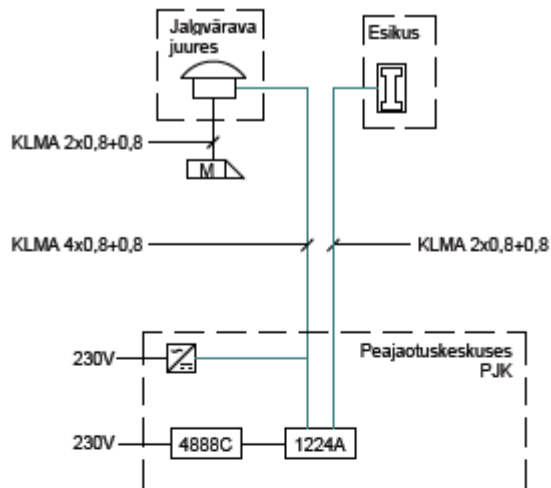 Jalgvärava
juures
Esikus
KLMA 2x0,8+0,8
M
KLMA 4x0,8+0,8
KLMA 2x0,8+0,8
Peajaotuskeskuses
PJK
230V
230V
4888C
1224A